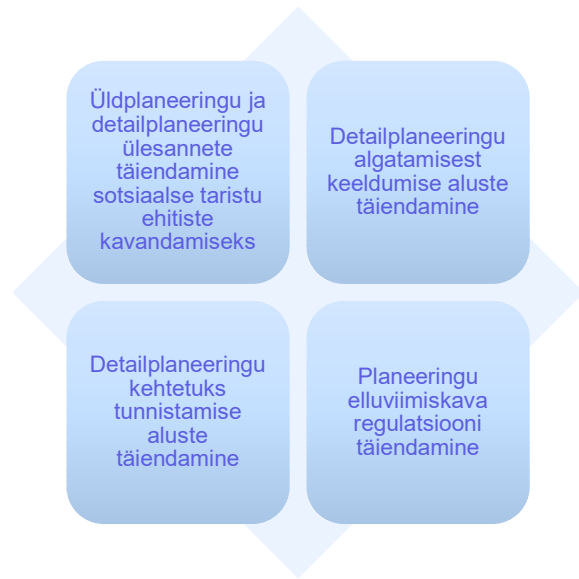 Üldplaneeringu ja
detailplaneeringu
ülesannete
täiendamine
sotsiaalse taristu
ehitiste
kavandamiseks
Detailplaneeringu
algatamisest
keeldumise aluste
täiendamine
Detailplaneeringu
kehtetuks
tunnistamise
aluste
täiendamine
Planeeringu
elluviimiskava
regulatsiooni
täiendamine